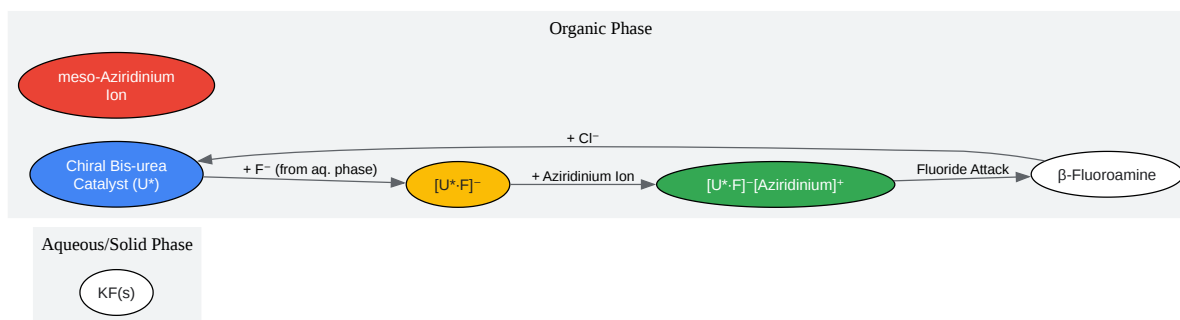 Organic Phase
meso-Aziridinium
Ion
+ Cl⁻
Chiral Bis-urea
Catalyst (U*)
+ F⁻ (from aq. phase)
[U*·F]⁻
+ Aziridinium Ion
[U*·F]⁻[Aziridinium]⁺
Fluoride Attack
β-Fluoroamine
Aqueous/Solid Phase
KF(s)